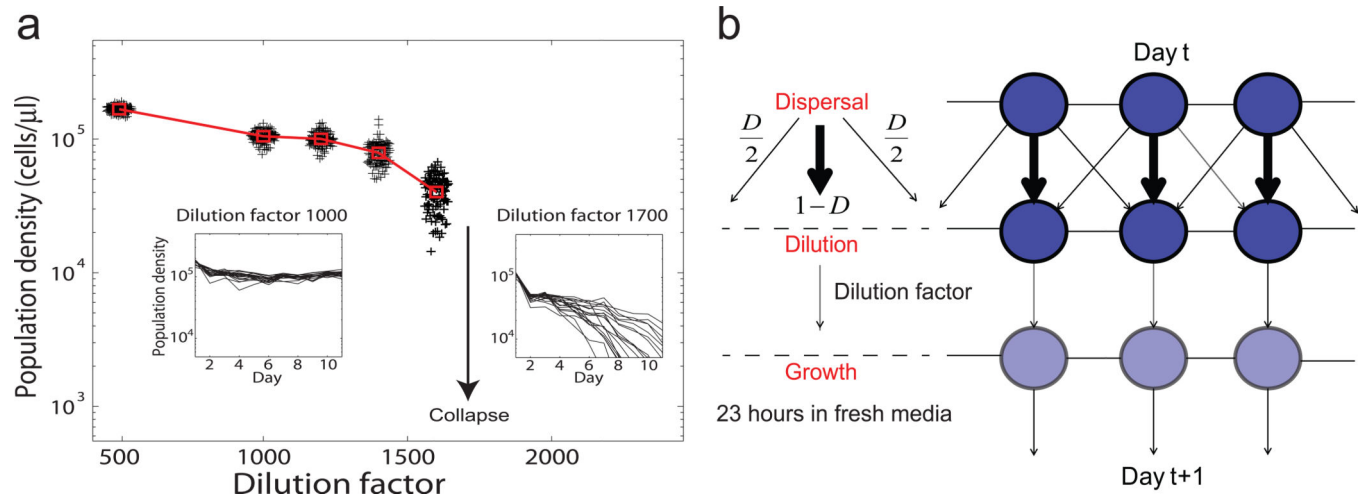 a
Population density (cells/μl)
10^5
10^4
10^3
500
1000
1500
2000
Dilution factor
Dilution factor 1000
Population density
10^5
10^4
2
4
6
8
10
Day
Dilution factor 1700
10^5
10^4
2
4
6
8
10
Day
Collapse
b
Day t
Dispersal
D/2
D/2
1−D
Dilution
Dilution factor
Growth
23 hours in fresh media
Day t+1